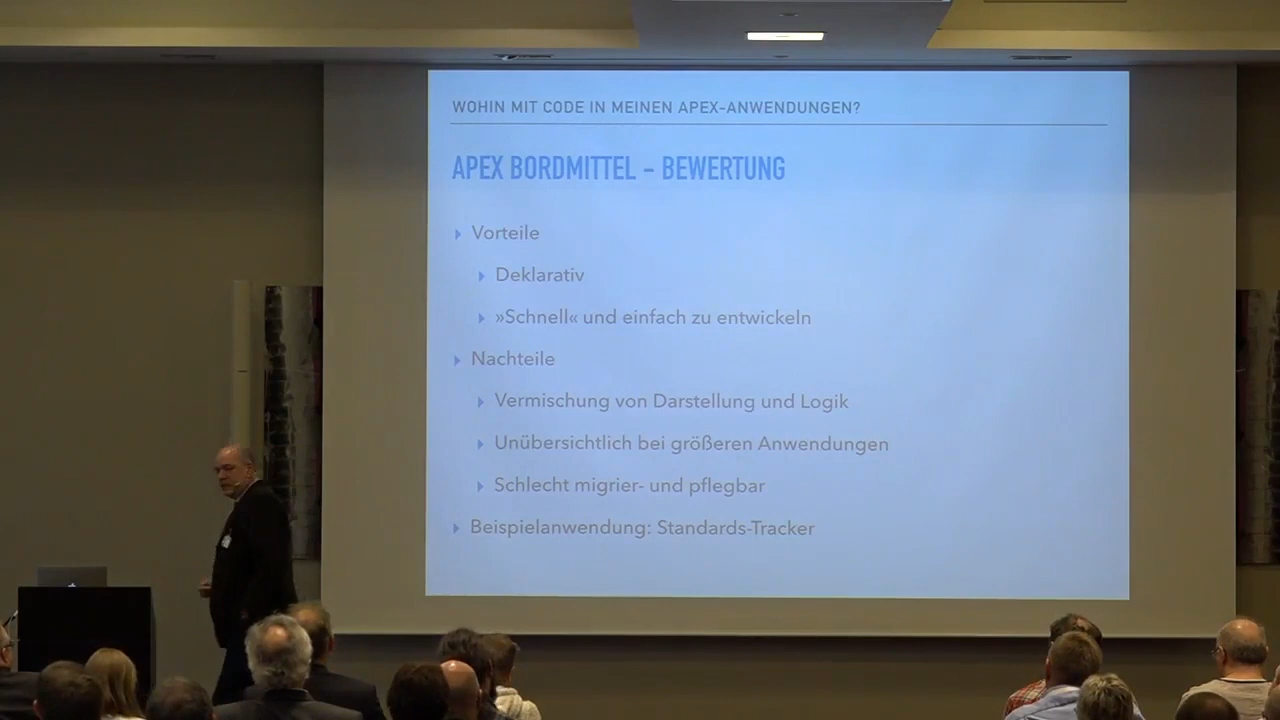 WOHIN MIT CODE IN MEINEN APEX-ANWENDUNGEN?
APEX BORDMITTEL – BEWERTUNG
Vorteile
Deklarativ
»Schnell« und einfach zu entwickeln
Nachteile
Vermischung von Darstellung und Logik
Unübersichtlich bei größeren Anwendungen
Schlecht migrier- und pflegbar
Beispielanwendung: Standards-Tracker